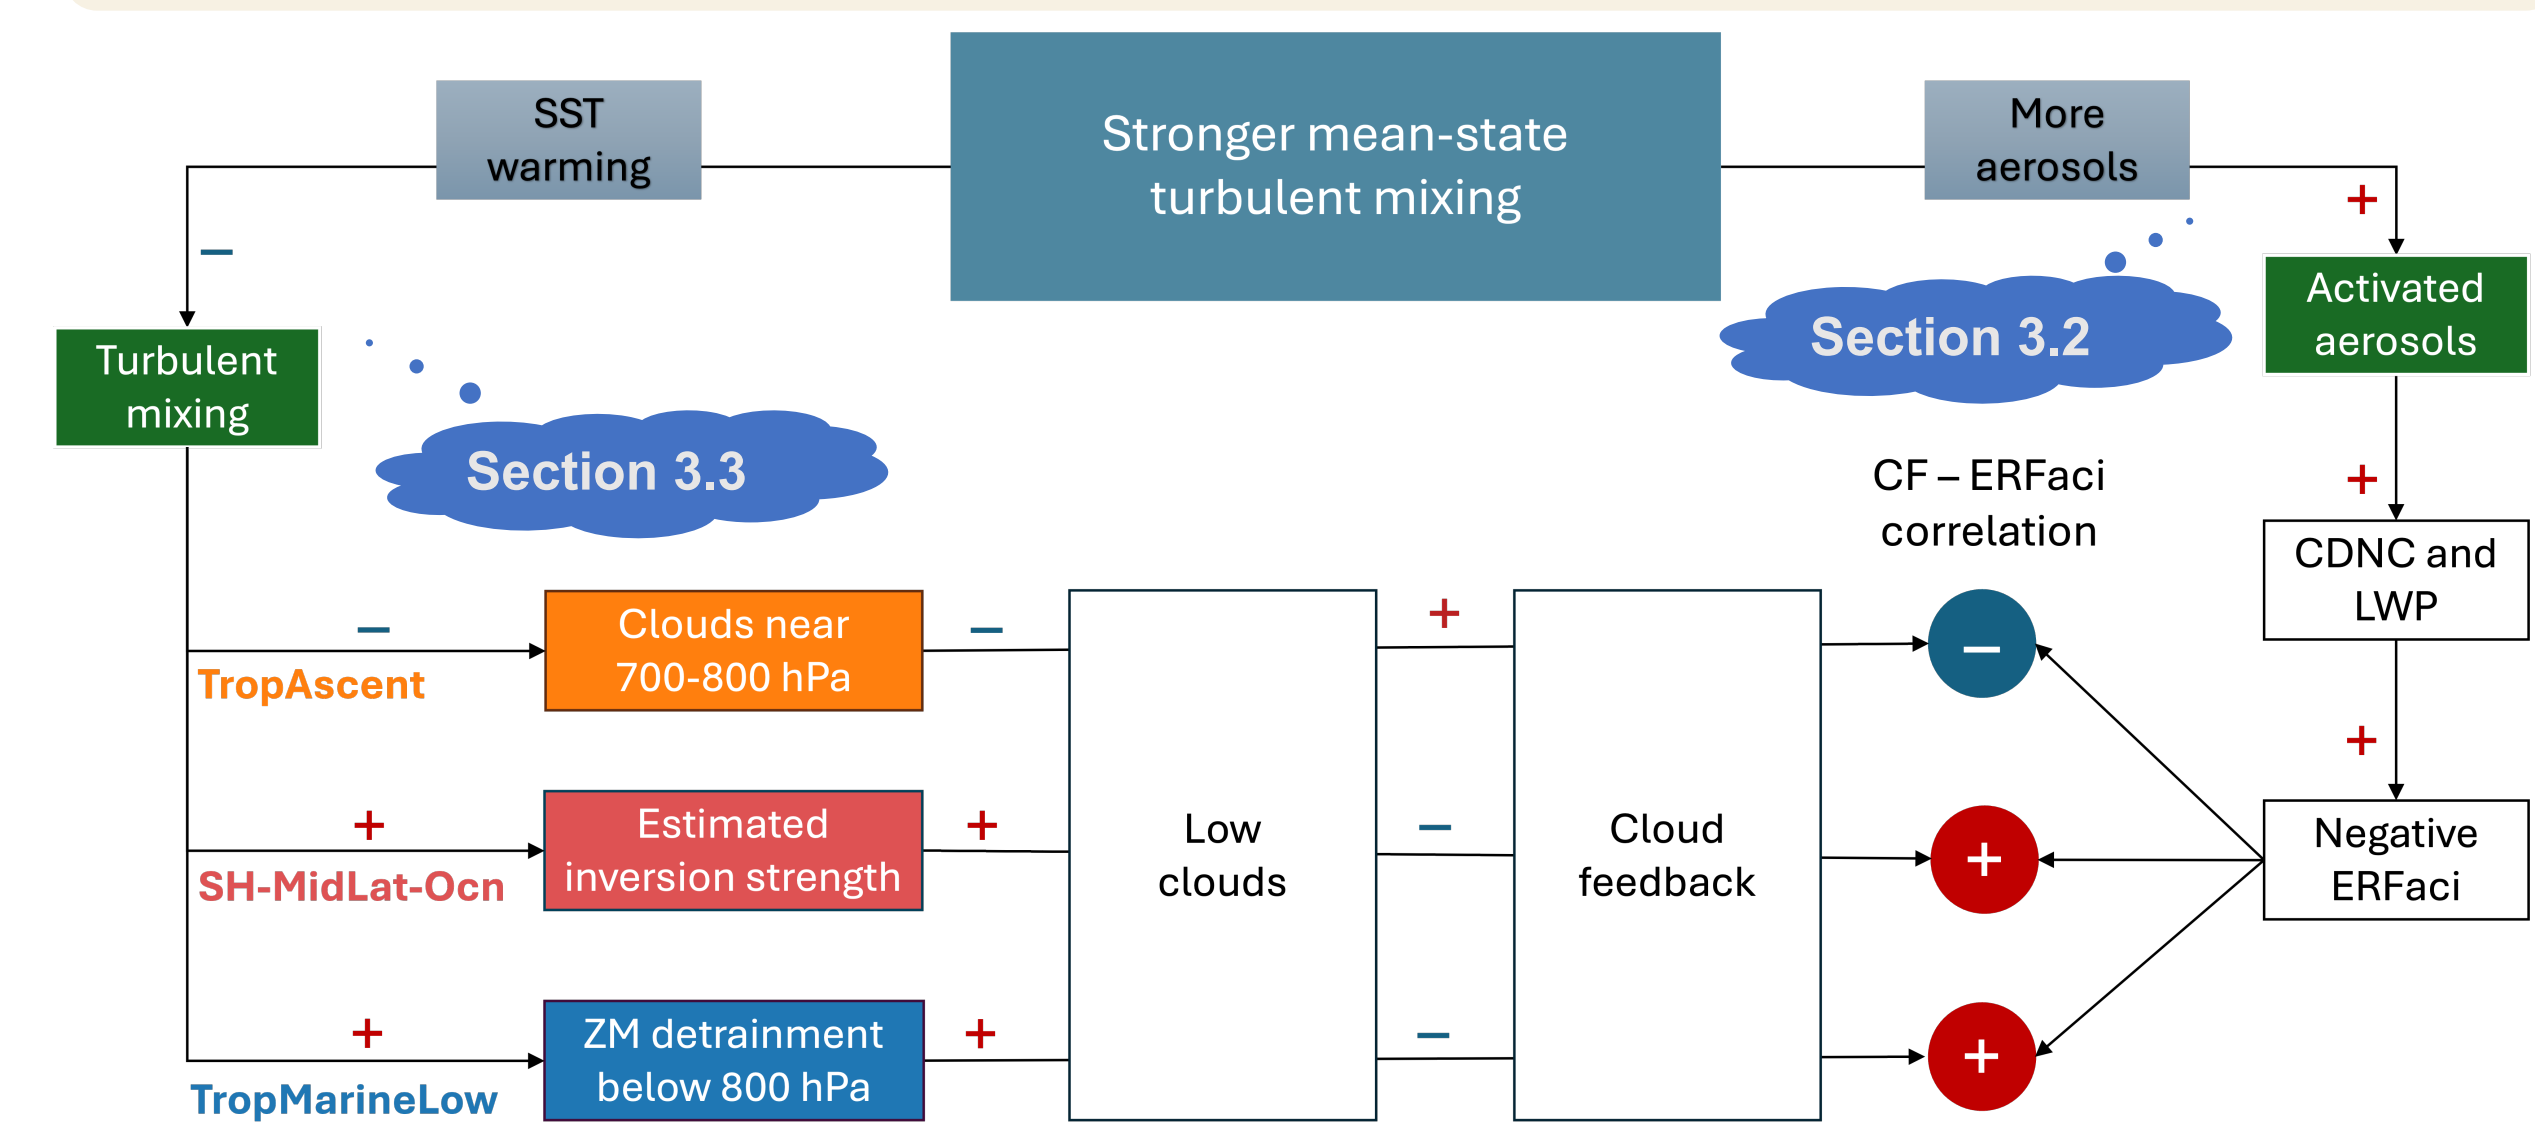 SST
warming
Stronger mean-state
turbulent mixing
More
aerosols
+
–
Activated
aerosols
Turbulent
mixing
Section 3.2
Section 3.3
CF – ERFaci
correlation
+
CDNC and
LWP
–
TropAscent
Clouds near
700-800 hPa
–
+
–
+
+
SH-MidLat-Ocn
Estimated
inversion strength
+
Low
clouds
–
Cloud
feedback
+
Negative
ERFaci
+
TropMarineLow
ZM detrainment
below 800 hPa
+
–
+